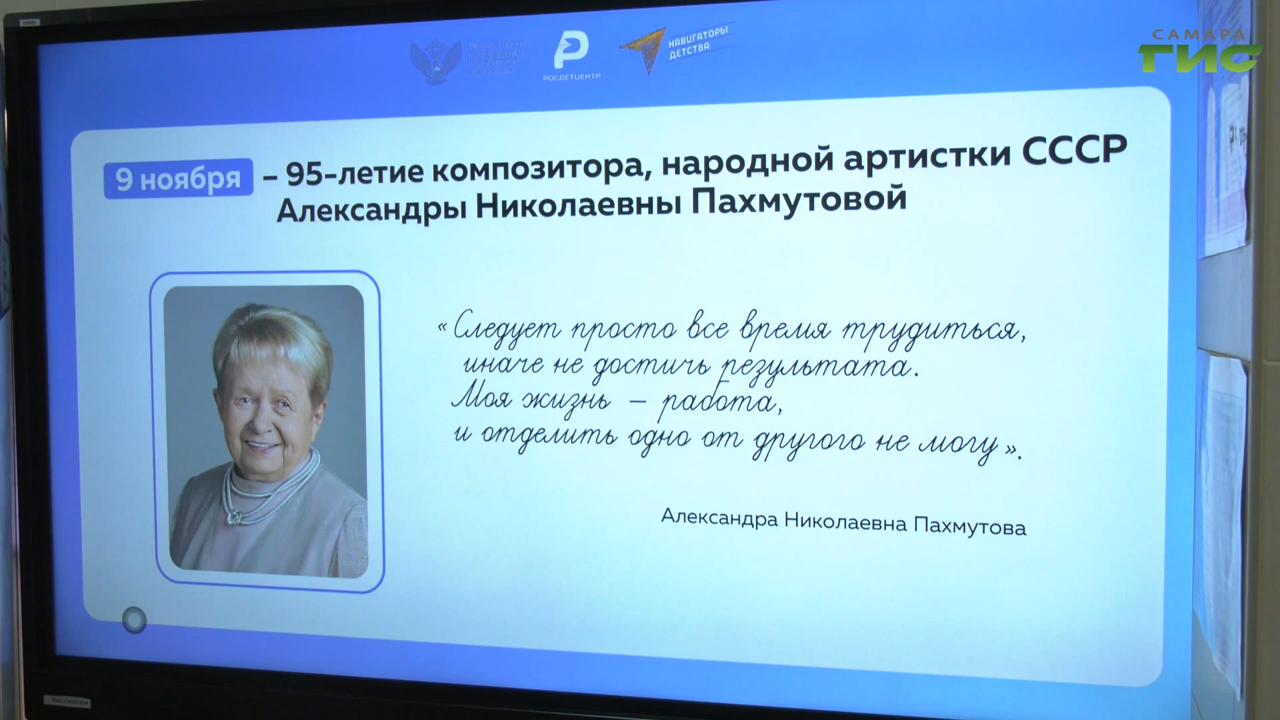 РОСДЕТЦЕНТР
НАВИГАТОРЫ
ДЕТСТВА
САМАРА
ГИС
9 ноября – 95-летие композитора, народной артистки СССР
Александры Николаевны Пахмутовой
«Следует просто все время трудиться,
иначе не достичь результата.
Моя жизнь – работа,
и отделить одно от другого не могу».
Александра Николаевна Пахмутова